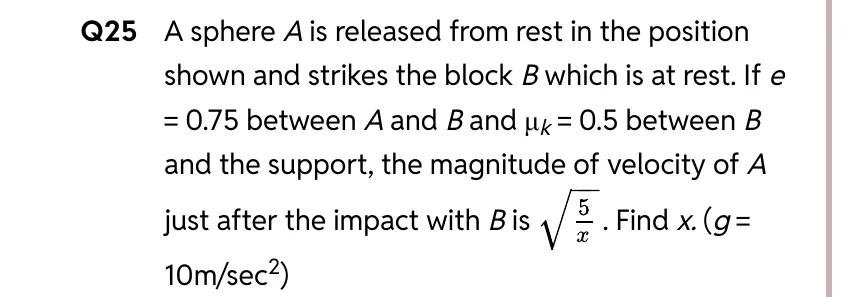 Q25 A sphere A is released from rest in the position
shown and strikes the block B which is at rest. If e
= 0.75 between A and B and μk = 0.5 between B
and the support, the magnitude of velocity of A
just after the impact with B is √(5/x) . Find x. (g =
10m/sec²)